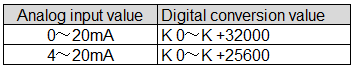 Analog input value Digital conversion value
0～20mA K 0～K +32000
4～20mA K 0～K +25600